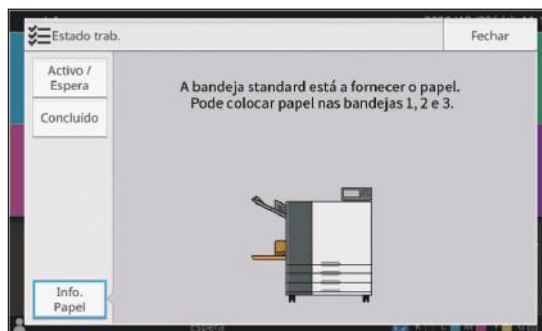 Estado trab.
Fechar
Activo /
Espera
Concluído
A bandeja standard está a fornecer o papel.
Pode colocar papel nas bandejas 1, 2 e 3.
Info.
Papel
Espera